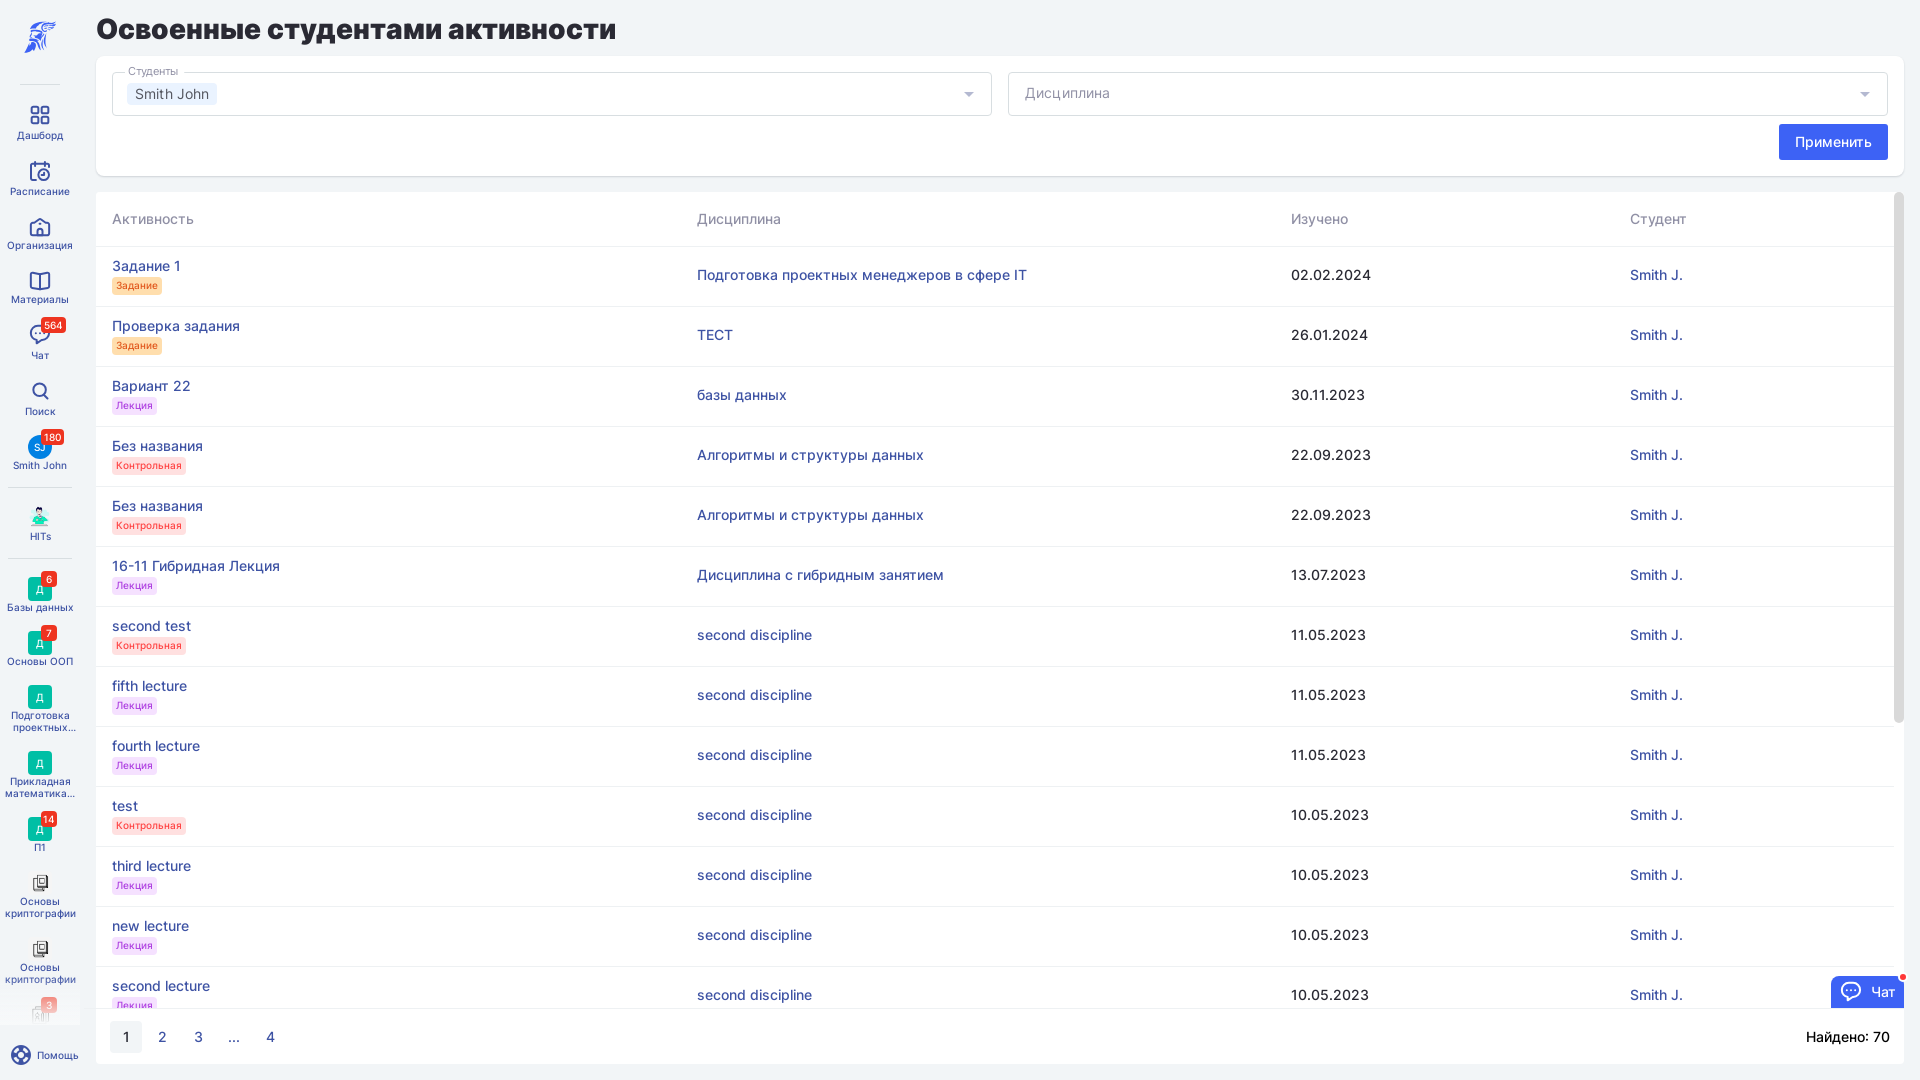 Освоенные студентами активности
Студенты
Smith John
Дисциплина
Применить
Дашборд
Расписание
Организация
Материалы
564
Чат
Поиск
180
SJ
Smith John
HITs
6
Д
Базы данных
7
Д
Основы ООП
Д
Подготовка
проектных...
Д
Прикладная
математика...
14
Д
П1
Основы
криптографии
Основы
криптографии
3
Помощь
Активность Дисциплина Изучено Студент
Задание 1
Задание
Подготовка проектных менеджеров в сфере IT 02.02.2024 Smith J.
Проверка задания
Задание
ТЕСТ 26.01.2024 Smith J.
Вариант 22
Лекция
базы данных 30.11.2023 Smith J.
Без названия
Контрольная
Алгоритмы и структуры данных 22.09.2023 Smith J.
Без названия
Контрольная
Алгоритмы и структуры данных 22.09.2023 Smith J.
16-11 Гибридная Лекция
Лекция
Дисциплина с гибридным занятием 13.07.2023 Smith J.
second test
Контрольная
second discipline 11.05.2023 Smith J.
fifth lecture
Лекция
second discipline 11.05.2023 Smith J.
fourth lecture
Лекция
second discipline 11.05.2023 Smith J.
test
Контрольная
second discipline 10.05.2023 Smith J.
third lecture
Лекция
second discipline 10.05.2023 Smith J.
new lecture
Лекция
second discipline 10.05.2023 Smith J.
second lecture
Лекция
second discipline 10.05.2023 Smith J.
Чат
1 2 3 ... 4
Найдено: 70